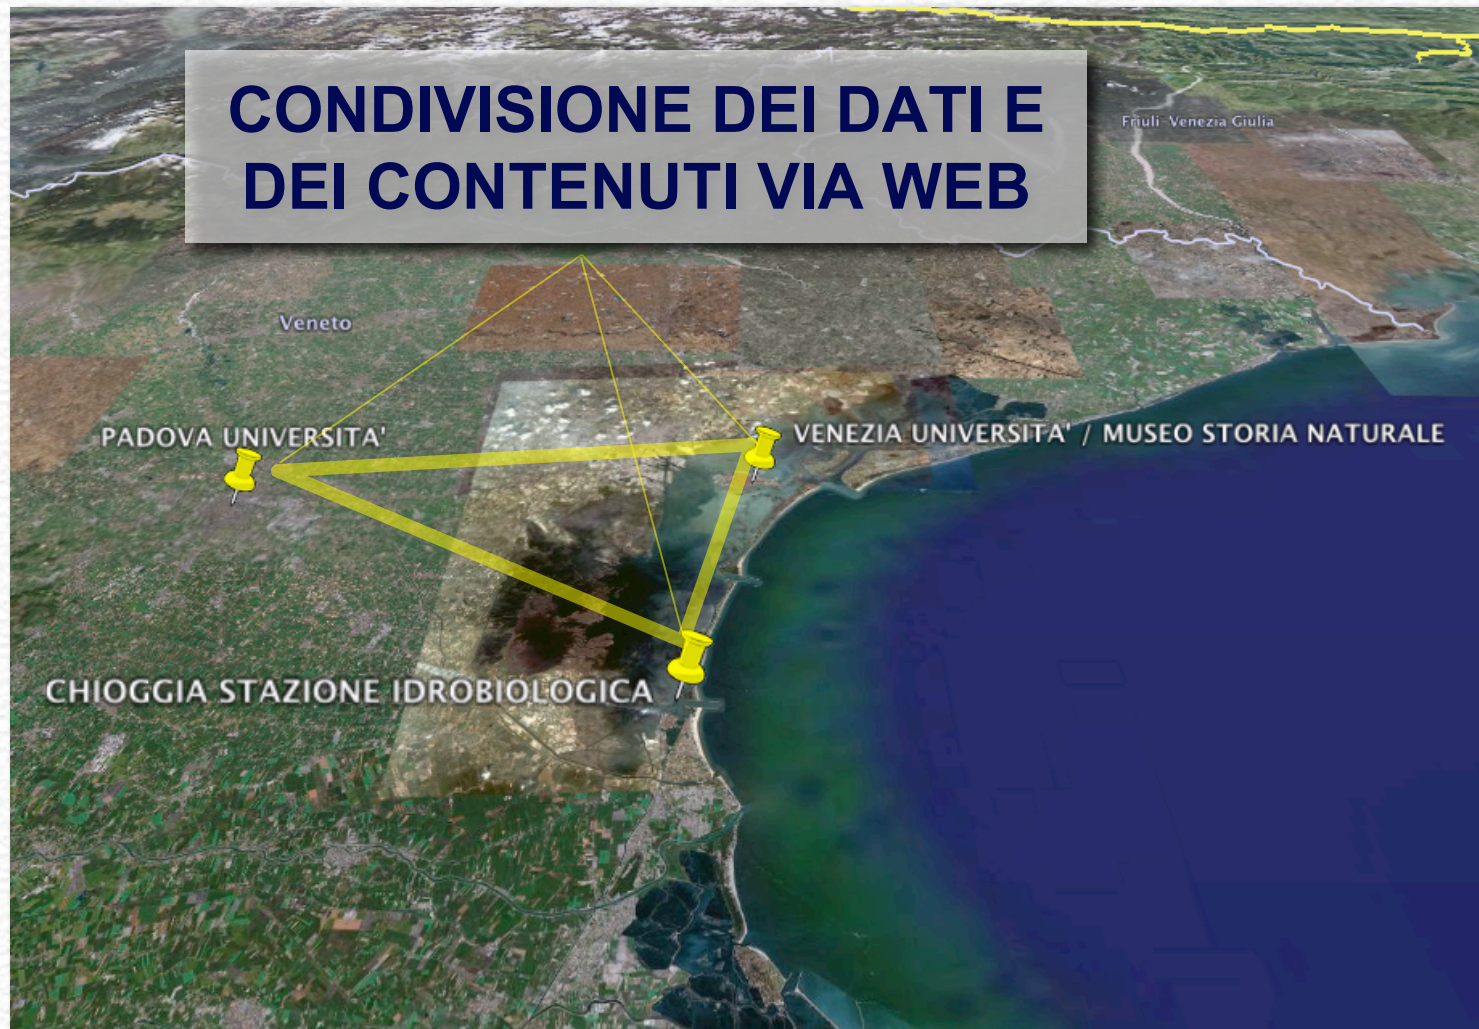 CONDIVISIONE DEI DATI E
DEI CONTENUTI VIA WEB
Friuli Venezia Giulia
Veneto
PADOVA UNIVERSITA'
VENEZIA UNIVERSITA' / MUSEO STORIA NATURALE
CHIOGGIA STAZIONE IDROBIOLOGICA